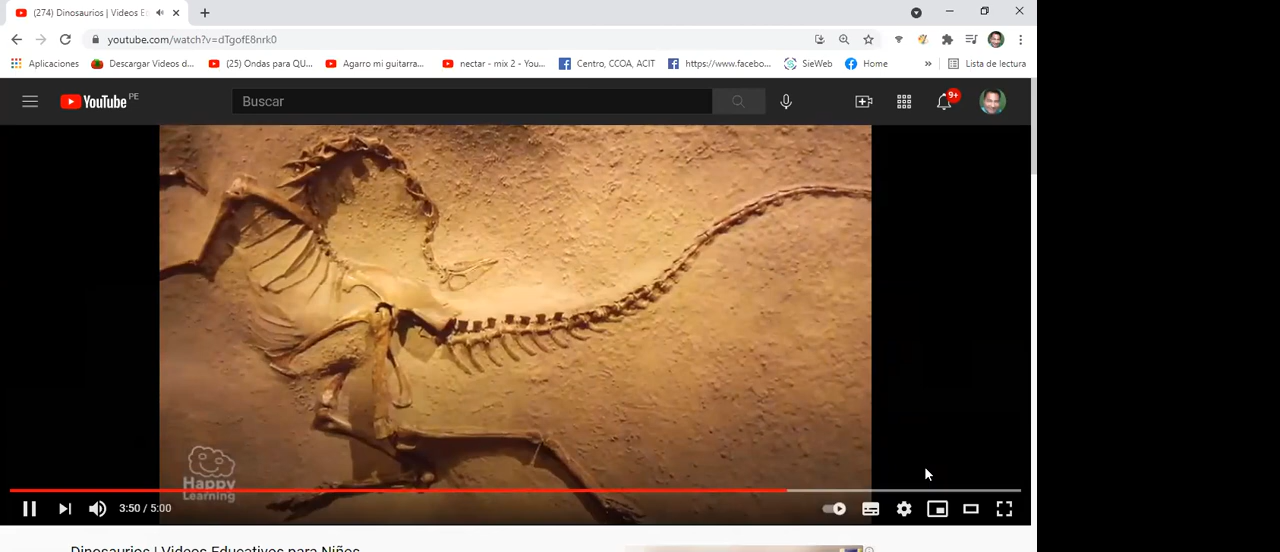 (274) Dinosaurios | Videos E
youtube.com/watch?v=dTgofE8nrk0
Aplicaciones
Descargar Videos d...
(25) Ondas para QU...
Agarro mi guitarra...
nectar - mix 2 - You...
Centro, CCOA, ACIT
https://www.facebo...
SieWeb
Home
»
Lista de lectura
YouTube PE
Buscar
9+
Happy
Learning
3:50 / 5:00
Dinosaurios | Videos Educativos para Niños